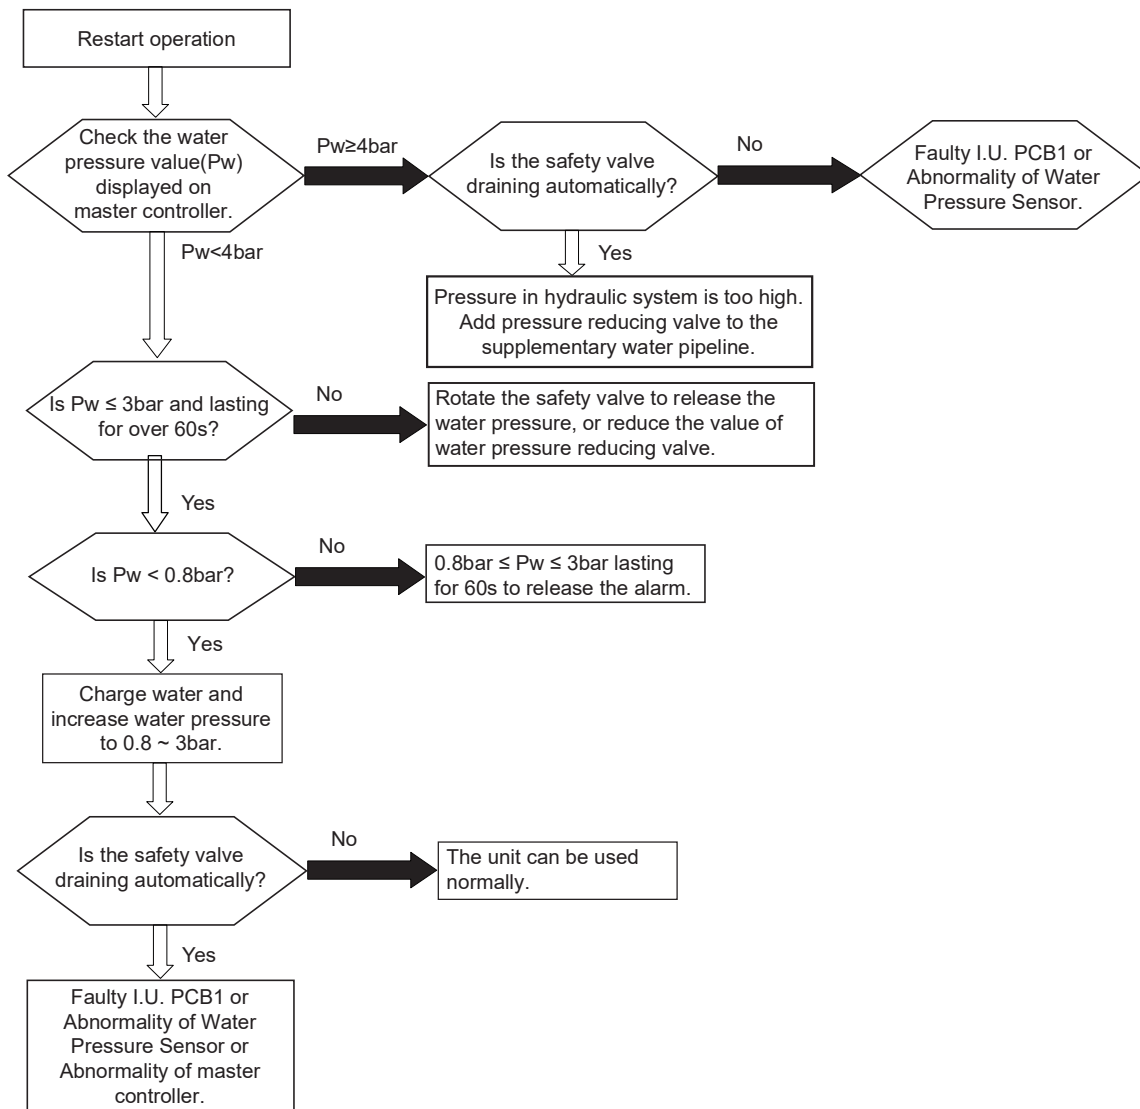 Restart operation
Check the water
pressure value(Pw)
displayed on
master controller.
Pw≥4bar
Is the safety valve
draining automatically?
No
Faulty I.U. PCB1 or
Abnormality of Water
Pressure Sensor.
Pw<4bar
Yes
Pressure in hydraulic system is too high.
Add pressure reducing valve to the
supplementary water pipeline.
Is Pw ≤ 3bar and lasting
for over 60s?
No
Rotate the safety valve to release the
water pressure, or reduce the value of
water pressure reducing valve.
Yes
Is Pw < 0.8bar?
No
0.8bar ≤ Pw ≤ 3bar lasting
for 60s to release the alarm.
Yes
Charge water and
increase water pressure
to 0.8 ~ 3bar.
Is the safety valve
draining automatically?
No
The unit can be used
normally.
Yes
Faulty I.U. PCB1 or
Abnormality of Water
Pressure Sensor or
Abnormality of master
controller.